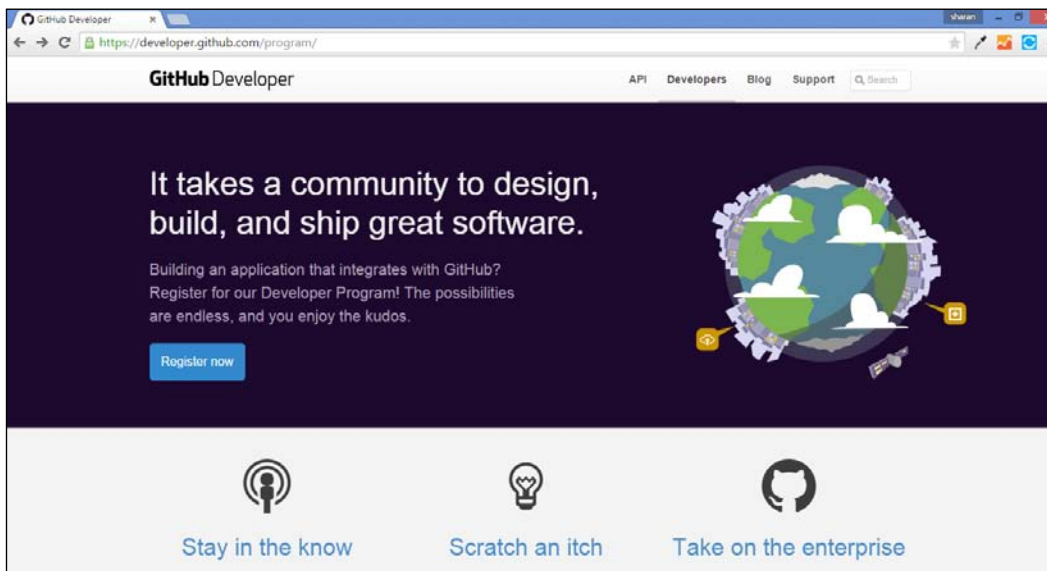 GitHub Developer
sharan
https://developer.github.com/program/
GitHub Developer
API Developers Blog Support Search
It takes a community to design,
build, and ship great software.
Building an application that integrates with GitHub?
Register for our Developer Program! The possibilities
are endless, and you enjoy the kudos.
Register now
Stay in the know Scratch an itch Take on the enterprise